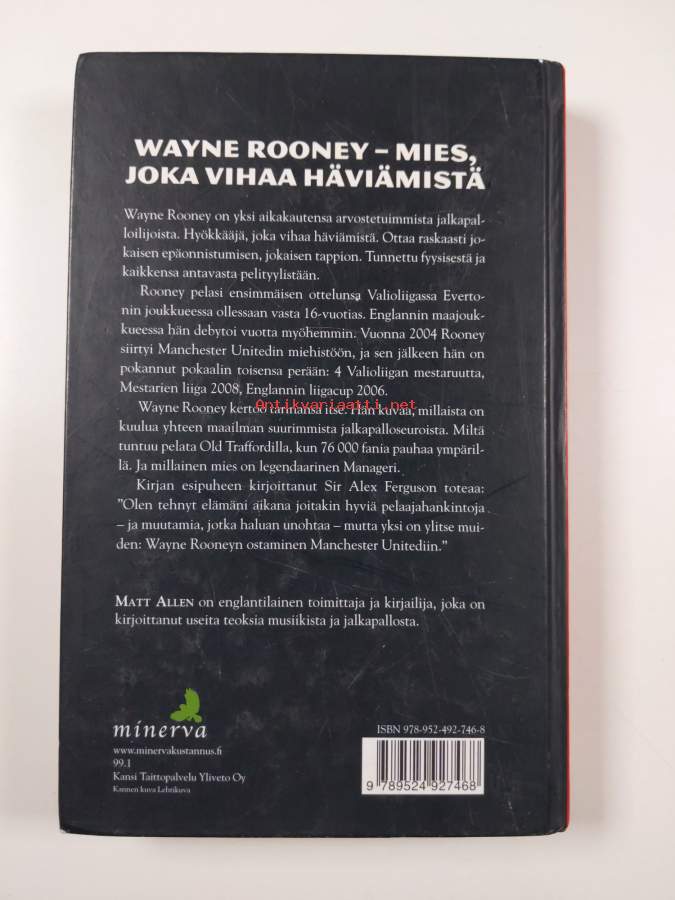 WAYNE ROONEY – MIES,
JOKA VIHAA HÄVIÄMISTÄ
Wayne Rooney on yksi aikakautensa arvostetuimmista jalkapal-
loilijoista. Hyökkääjä, joka vihaa häviämistä. Ottaa raskaasti jo-
kaisen epäonnistumisen, jokaisen tappion. Tunnettu fyysisestä ja
kaikkensa antavasta pelityylistään.
Rooney pelasi ensimmäisen ottelunsa Valioliigassa Everto-
nin joukkueessa ollessaan vasta 16-vuotias. Englannin maajouk-
kueessa hän debytoi vuotta myöhemmin. Vuonna 2004 Rooney
siirtyi Manchester Unitedin miehistöön, ja sen jälkeen hän on
pokannut pokaalin toisensa perään: 4 Valioliigan mestaruutta,
Mestarien liiga 2008, Englannin liigacup 2006.
Antikvariaatti.net
Wayne Rooney kertoo tarinansa itse. Hän kuvaa, millaista on
kuulua yhteen maailman suurimmista jalkapalloseuroista. Miltä
tuntuu pelata Old Traffordilla, kun 76 000 fania pauhaa ympäril-
lä. Ja millainen mies on legendaarinen Manageri.
Kirjan esipuheen kirjoittanut Sir Alex Ferguson toteaa:
”Olen tehnyt elämäni aikana joitakin hyviä pelaajahankintoja
– ja muutamia, jotka haluan unohtaa – mutta yksi on ylitse mui-
den: Wayne Rooneyn ostaminen Manchester Unitediin.”
MATT ALLEN on englantilainen toimittaja ja kirjailija, joka on
kirjoittanut useita teoksia musiikista ja jalkapallosta.
minerva
www.minervakustannus.fi
99.1
Kansi Taittopalvelu Yliveto Oy
Kannen kuva Lehtikuva
ISBN 978-952-492-746-8
9 789524 927468